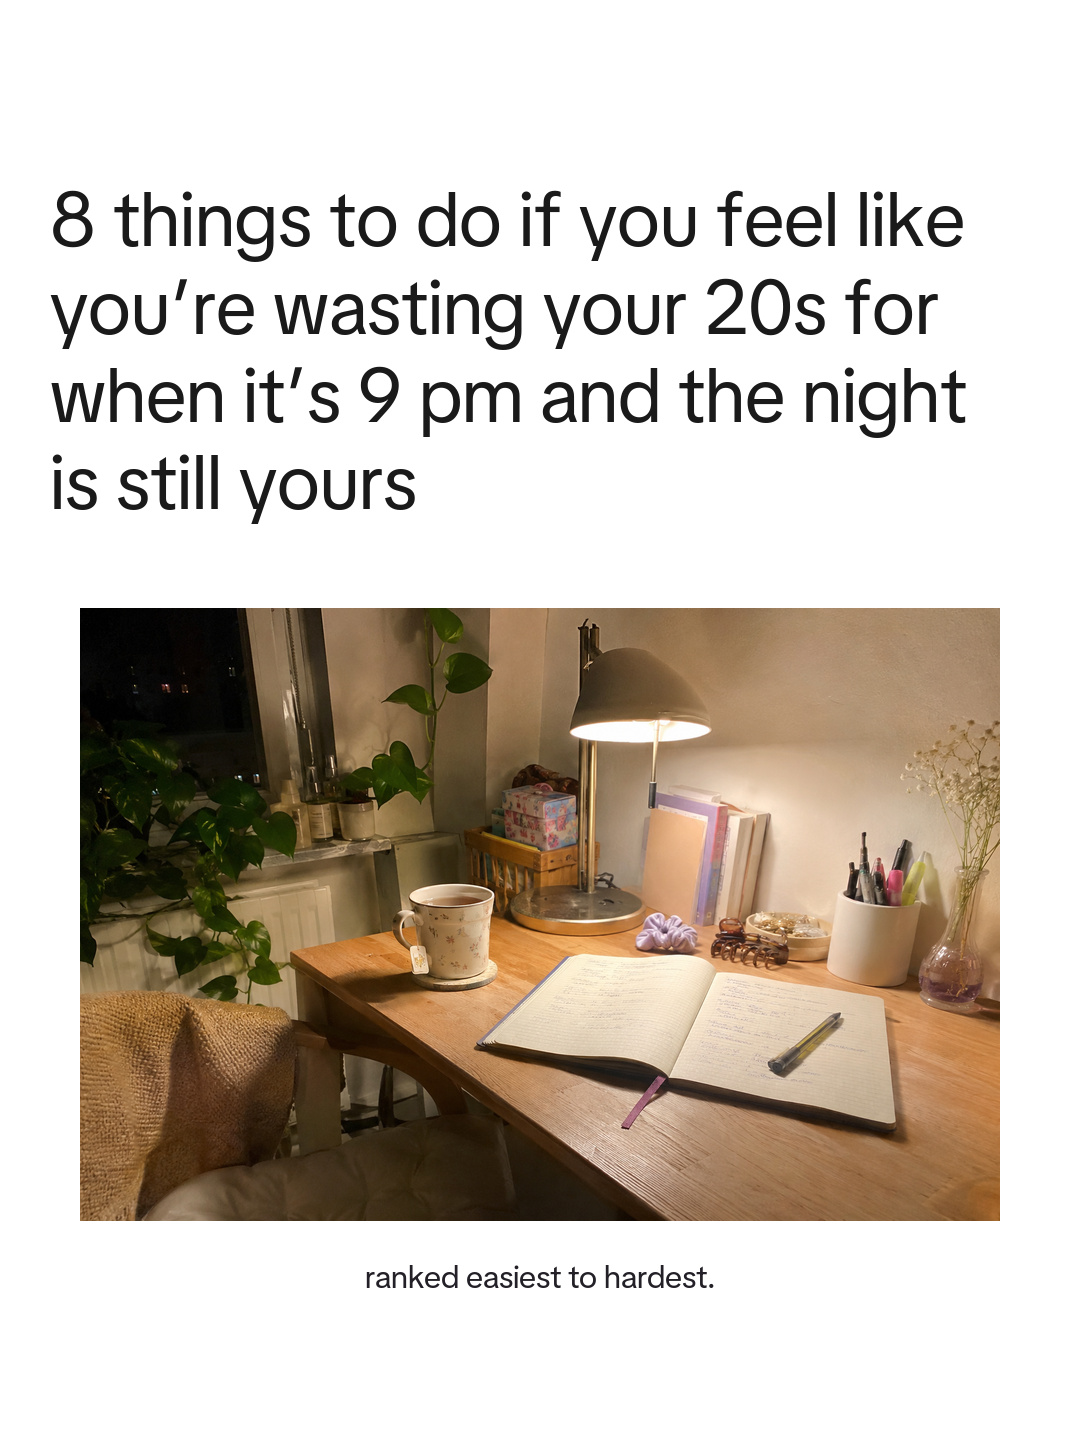 8 things to do if you feel like
you’re wasting your 20s for
when it’s 9 pm and the night
is still yours
ranked easiest to hardest.